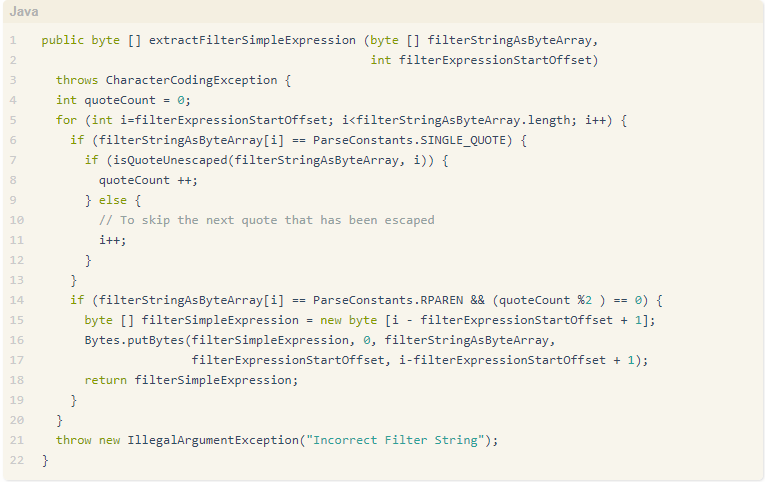 Java
1 public byte [] extractFilterSimpleExpression (byte [] filterStringAsByteArray,
2 int filterExpressionStartOffset)
3 throws CharacterCodingException {
4 int quoteCount = 0;
5 for (int i=filterExpressionStartOffset; i<filterStringAsByteArray.length; i++) {
6 if (filterStringAsByteArray[i] == ParseConstants.SINGLE_QUOTE) {
7 if (isQuoteUnescaped(filterStringAsByteArray, i)) {
8 quoteCount ++;
9 } else {
10 // To skip the next quote that has been escaped
11 i++;
12 }
13 }
14 if (filterStringAsByteArray[i] == ParseConstants.RPAREN && (quoteCount %2 ) == 0) {
15 byte [] filterSimpleExpression = new byte [i - filterExpressionStartOffset + 1];
16 Bytes.putBytes(filterSimpleExpression, 0, filterStringAsByteArray,
17 filterExpressionStartOffset, i-filterExpressionStartOffset + 1);
18 return filterSimpleExpression;
19 }
20 }
21 throw new IllegalArgumentException("Incorrect Filter String");
22 }